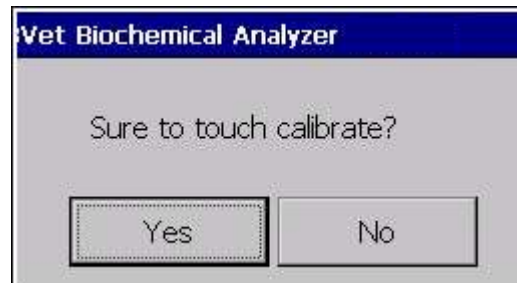 Vet Biochemical Analyzer
Sure to touch calibrate?
Yes
No